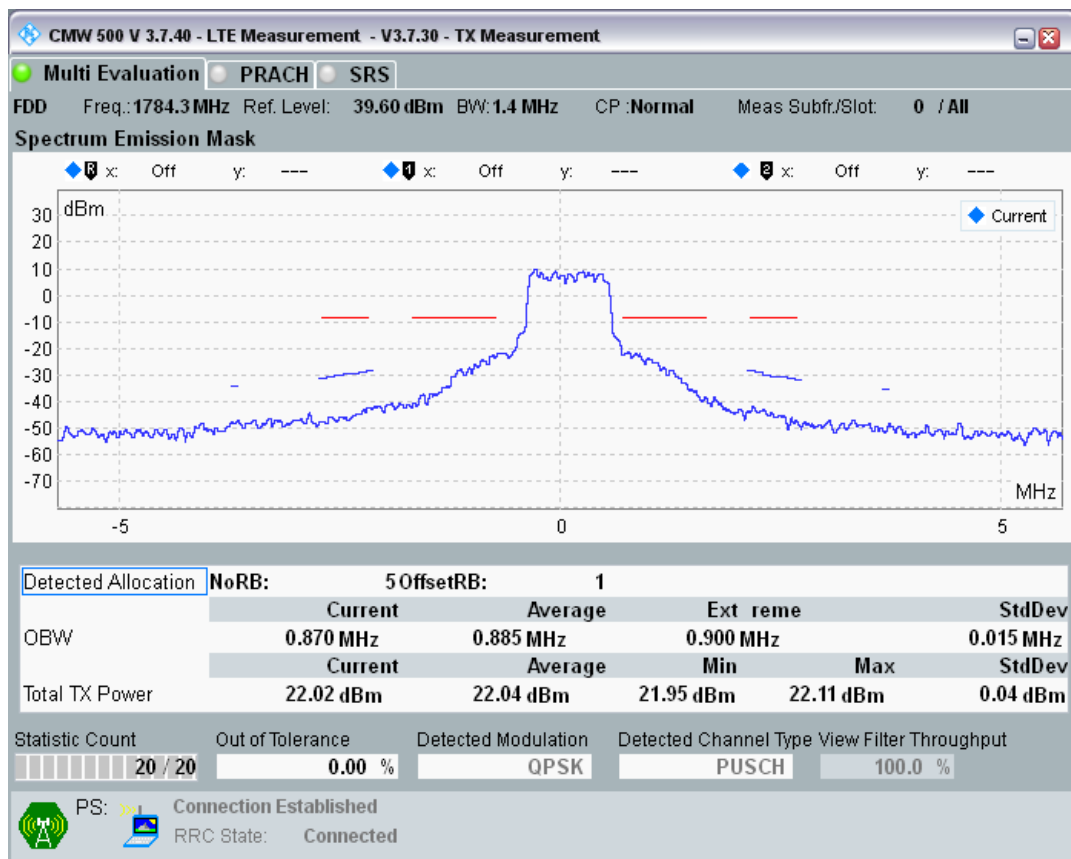 CMW 500 V 3.7.40 - LTE Measurement - V3.7.30 - TX Measurement
Multi Evaluation PRACH SRS
FDD Freq.: 1784.3 MHz Ref. Level: 39.60 dBm BW: 1.4 MHz CP :Normal Meas Subfr./Slot: 0 / All
Spectrum Emission Mask
R x: Off y: --- 1 x: Off y: --- 2 x: Off y: ---
dBm
Current
30
20
10
0
-10
-20
-30
-40
-50
-60
-70
MHz
-5 0 5
Detected Allocation NoRB: 5 OffsetRB: 1
Current Average Ext reme StdDev
OBW 0.870 MHz 0.885 MHz 0.900 MHz 0.015 MHz
Current Average Min Max StdDev
Total TX Power 22.02 dBm 22.04 dBm 21.95 dBm 22.11 dBm 0.04 dBm
Statistic Count Out of Tolerance Detected Modulation Detected Channel Type View Filter Throughput
20 / 20 0.00 % QPSK PUSCH 100.0 %
PS: Connection Established
RRC State: Connected